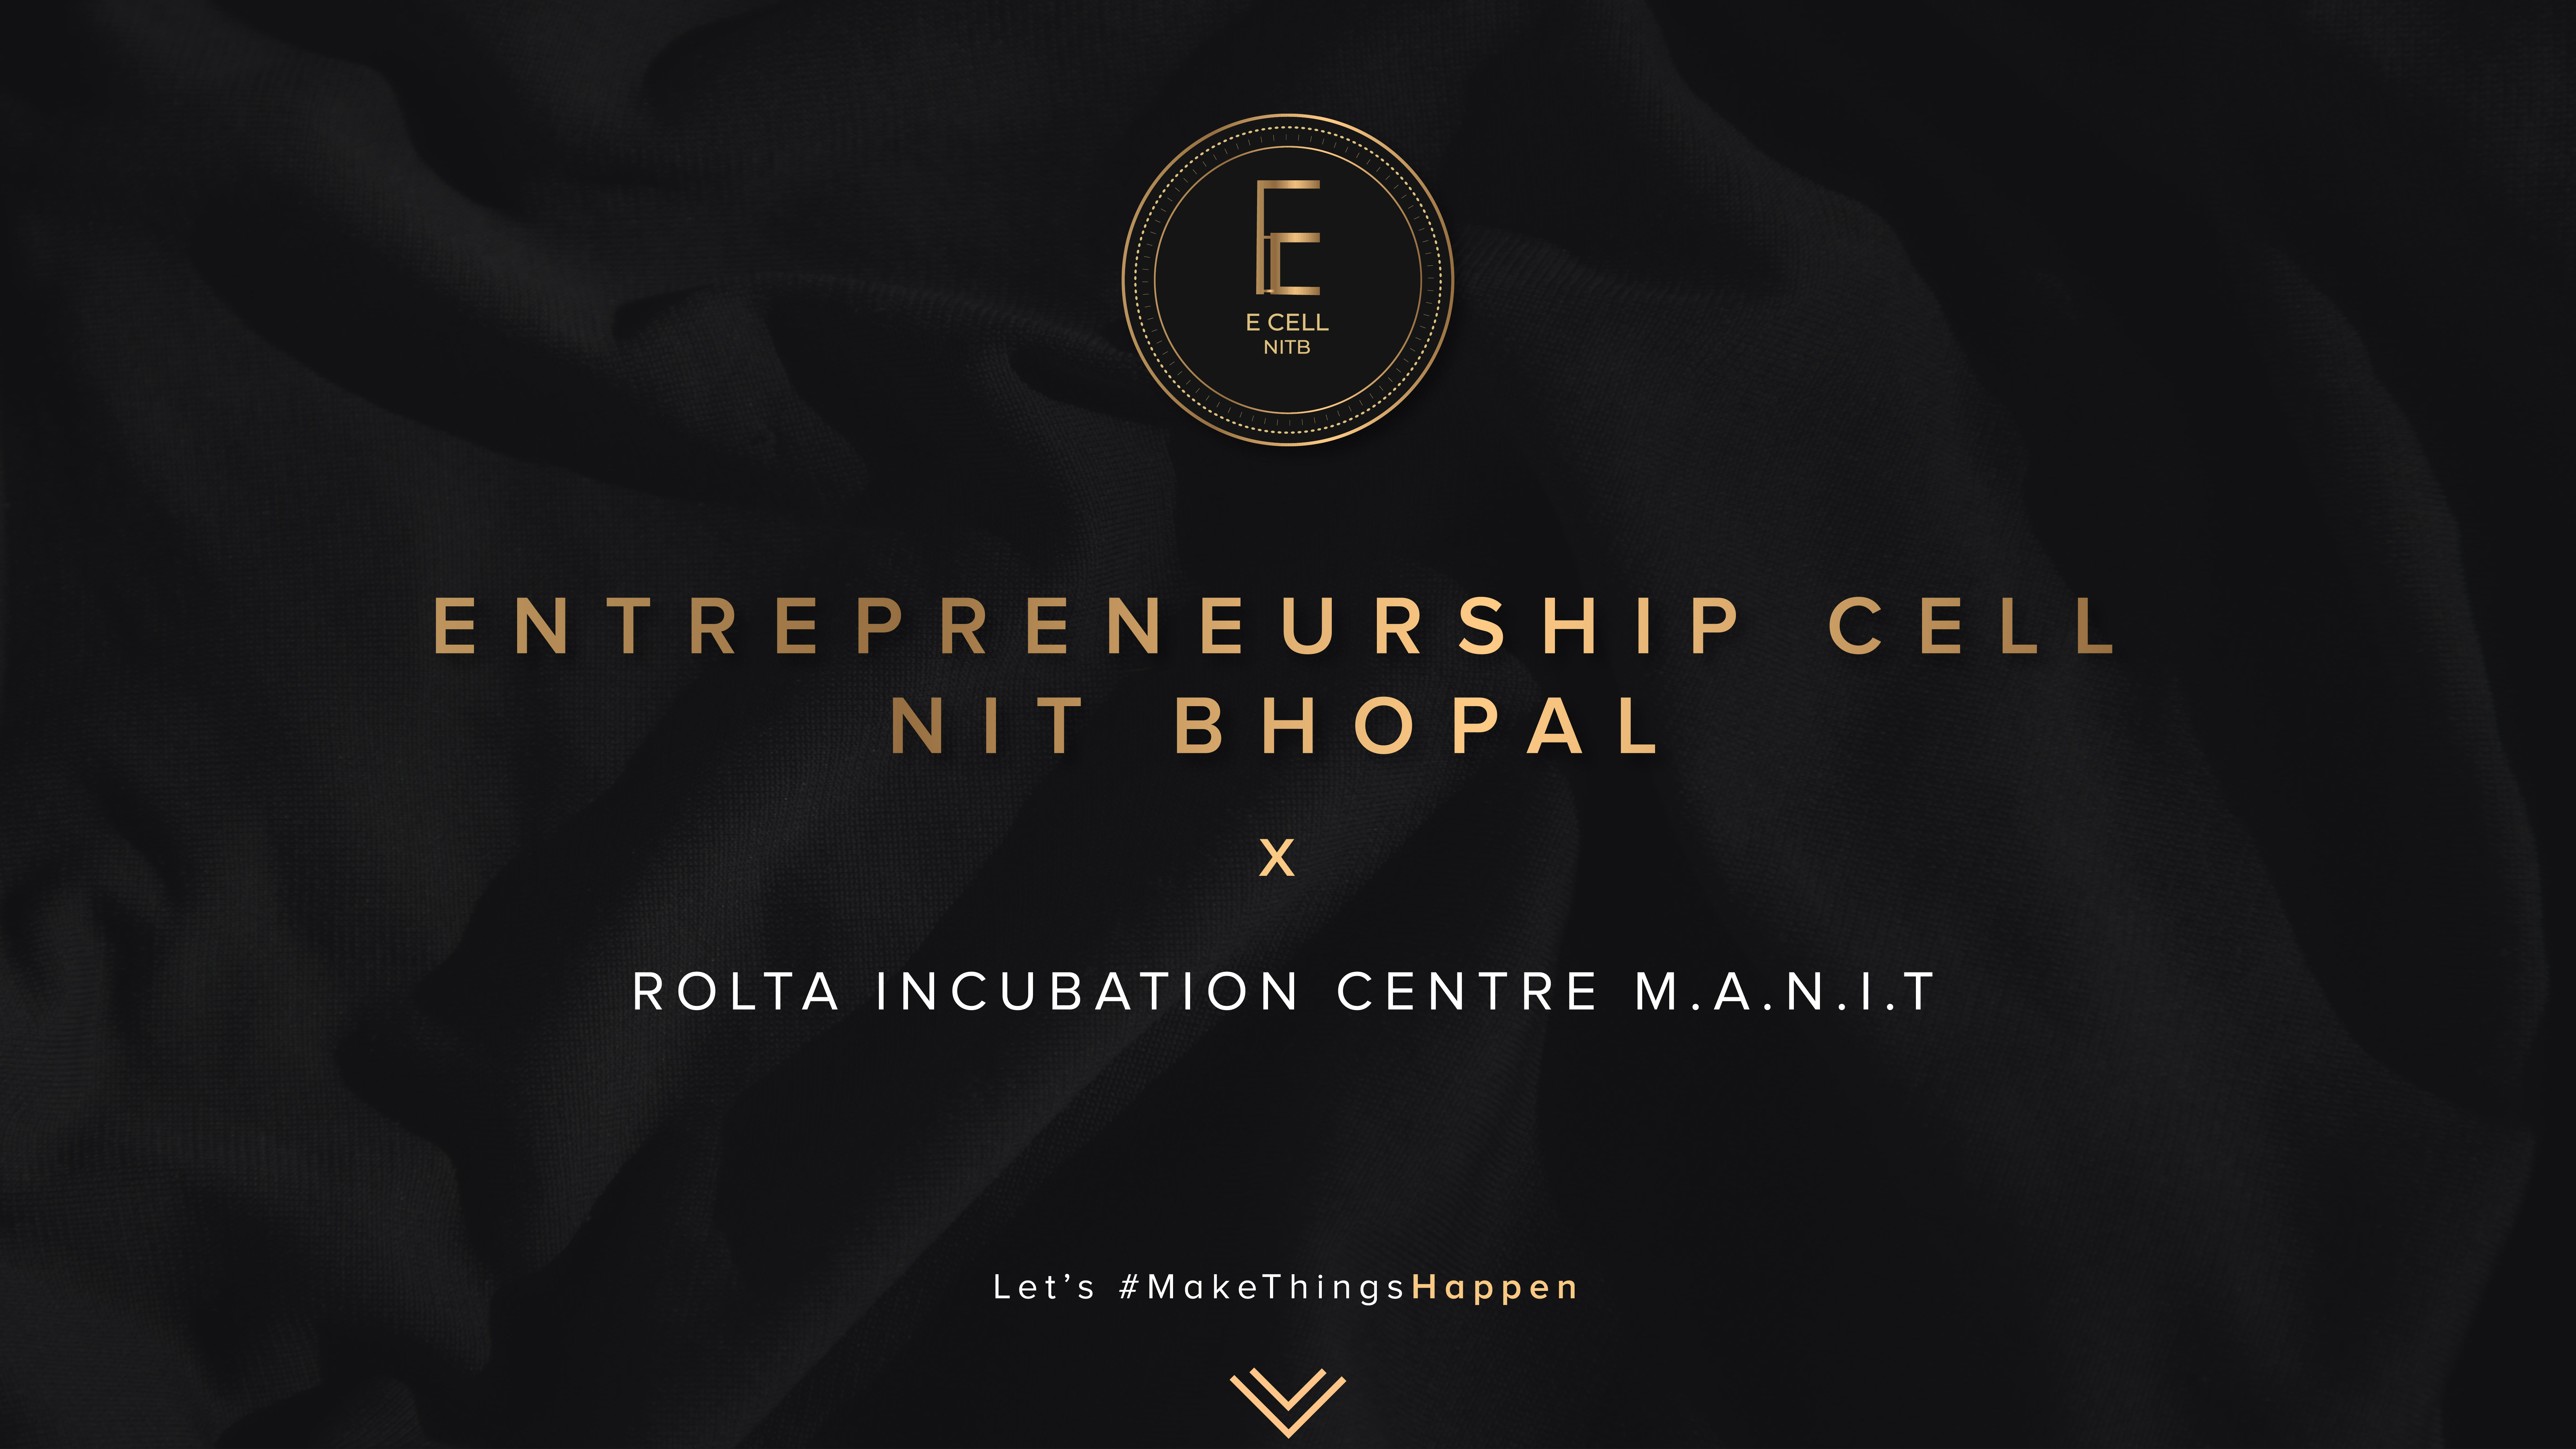 E CELL
NITB
ENTREPRENEURSHIP CELL
NIT BHOPAL
x
ROLTA INCUBATION CENTRE M.A.N.I.T
Let’s #MakeThingsHappen